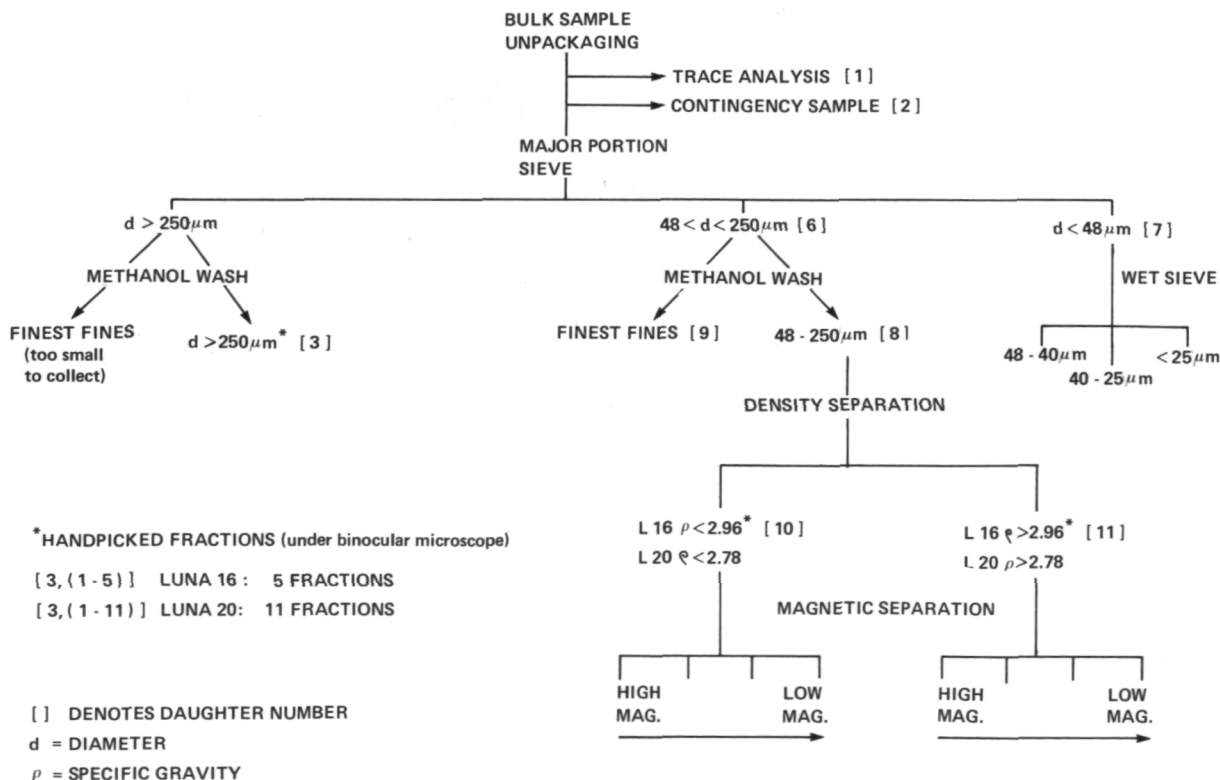 BULK SAMPLE
UNPACKAGING
TRACE ANALYSIS [1]
CONTINGENCY SAMPLE [2]
MAJOR PORTION
SIEVE
d > 250μm
48 < d < 250μm [6]
d < 48μm [7]
METHANOL WASH
METHANOL WASH
WET SIEVE
FINEST FINES
(too small
to collect)
d > 250μm* [3]
FINEST FINES [9]
48 - 250μm [8]
48 - 40μm
40 - 25μm
< 25μm
DENSITY SEPARATION
L 16 ρ < 2.96* [10]
L 20 ρ < 2.78
L 16 ρ > 2.96* [11]
L 20 ρ > 2.78
MAGNETIC SEPARATION
HIGH
MAG.
LOW
MAG.
HIGH
MAG.
LOW
MAG.
*HANDPICKED FRACTIONS (under binocular microscope)
[3, (1 - 5)] LUNA 16: 5 FRACTIONS
[3, (1 - 11)] LUNA 20: 11 FRACTIONS
[ ] DENOTES DAUGHTER NUMBER
d = DIAMETER
ρ = SPECIFIC GRAVITY